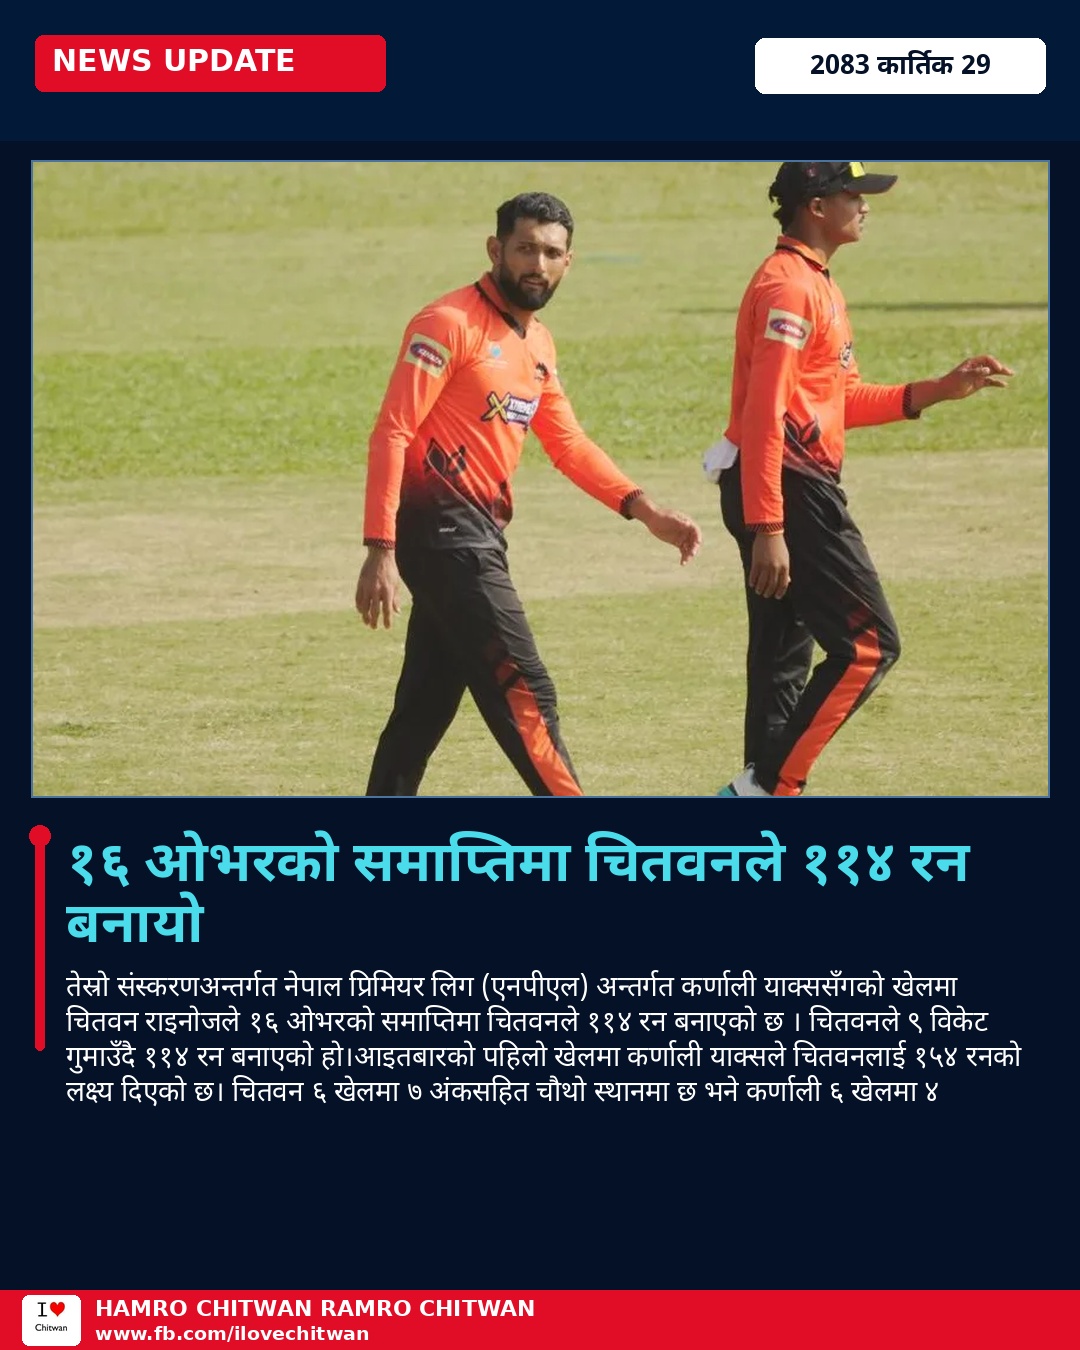 NEWS UPDATE
2083 कार्तिक 29
१६ ओभरको समाप्तिमा चितवनले ११४ रन
बनायो
तेस्रो संस्करणअन्तर्गत नेपाल प्रिमियर लिग (एनपीएल) अन्तर्गत कर्णाली याक्ससँगको खेलमा
चितवन राइनोजले १६ ओभरको समाप्तिमा चितवनले ११४ रन बनाएको छ । चितवनले ९ विकेट
गुमाउँदै ११४ रन बनाएको हो।आइतबारको पहिलो खेलमा कर्णाली याक्सले चितवनलाई १५४ रनको
लक्ष्य दिएको छ। चितवन ६ खेलमा ७ अंकसहित चौथो स्थानमा छ भने कर्णाली ६ खेलमा ४
I
Chitwan
HAMRO CHITWAN RAMRO CHITWAN
www.fb.com/ilovechitwan